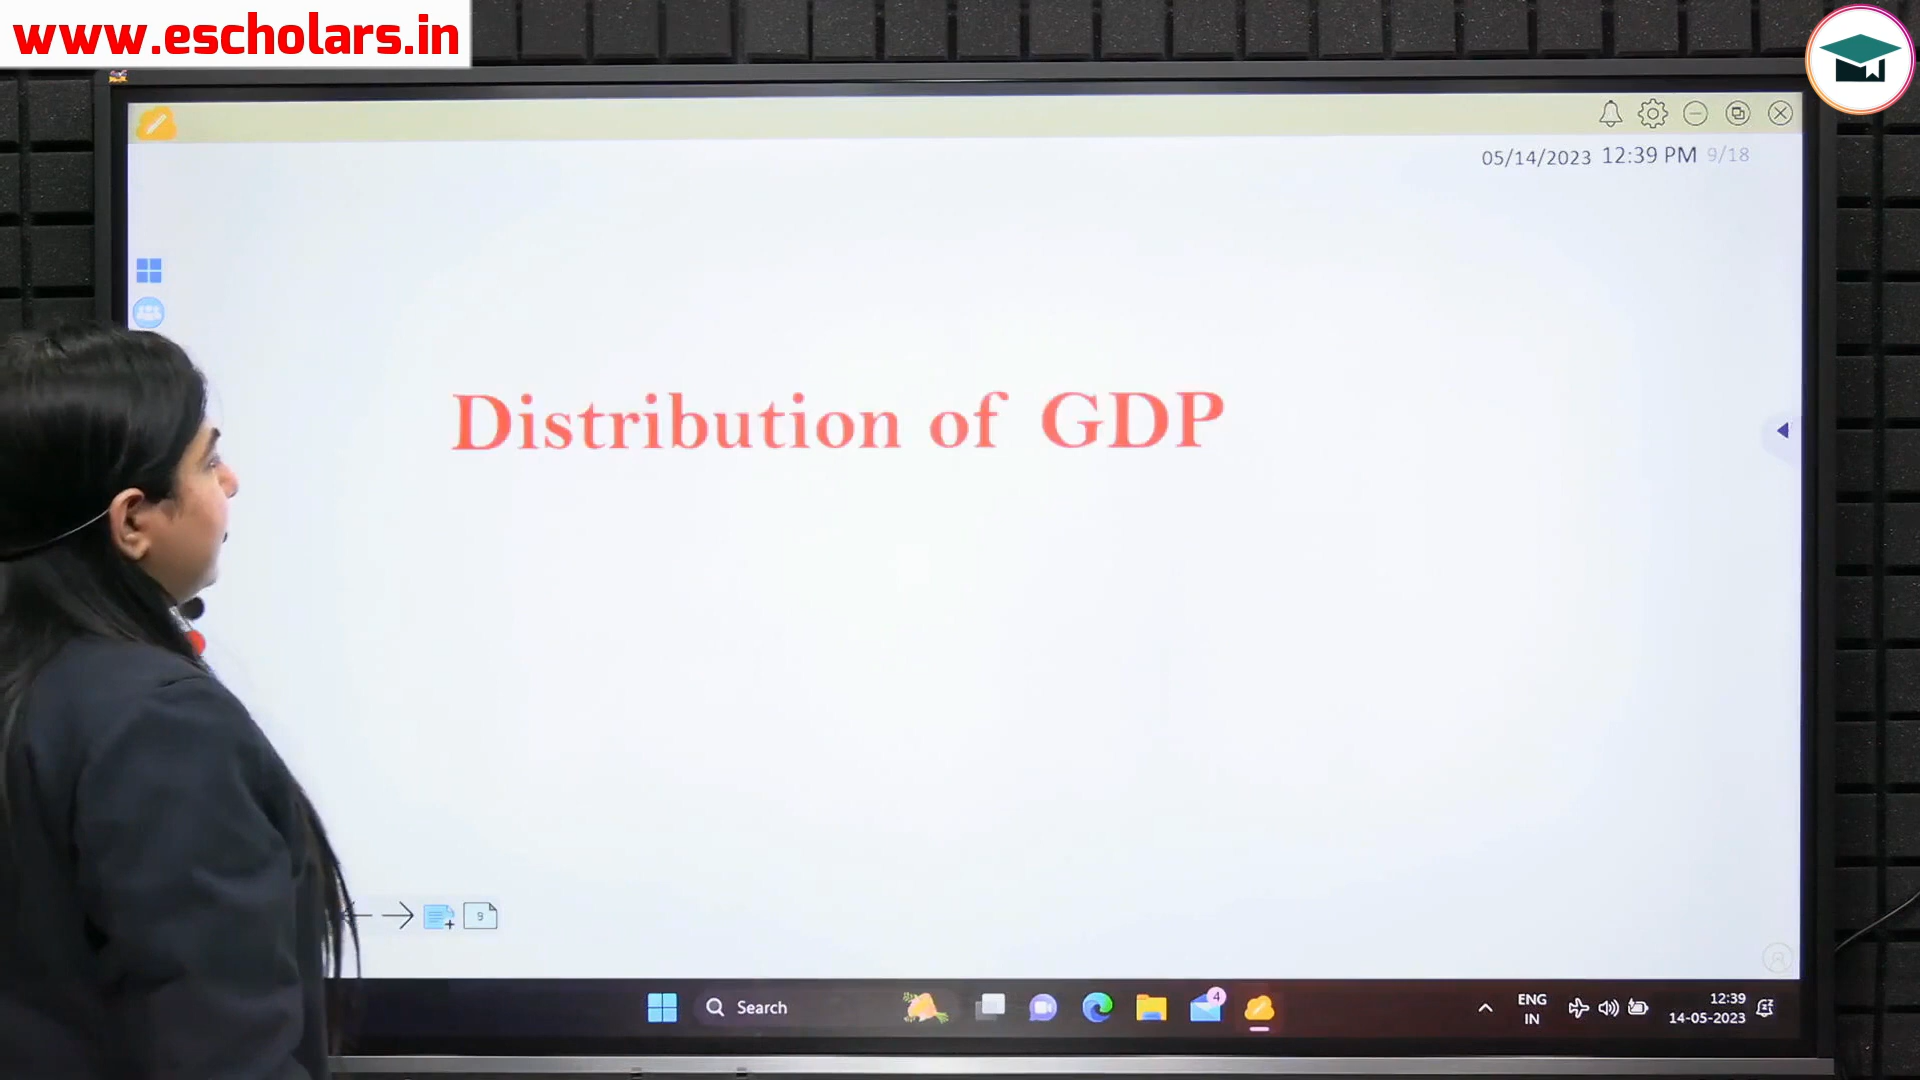 www.escholars.in
05/14/2023 12:39 PM 9/18
Distribution of GDP
9
Search
4
ENG
IN
12:39
14-05-2023